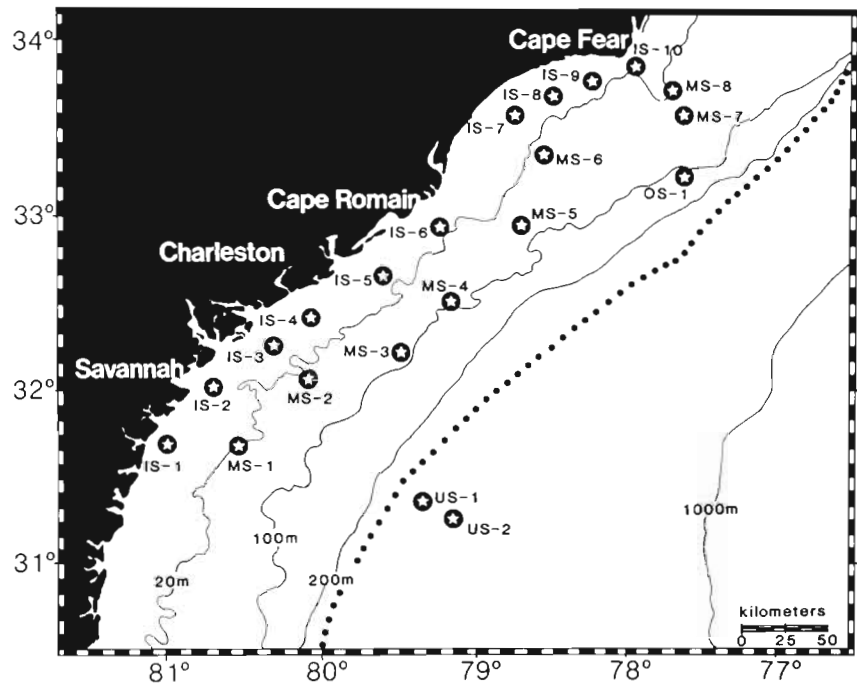 34°
Cape Fear
IS-10
IS-9
MS-8
IS-8
IS-7
MS-7
MS-6
Cape Romain
OS-1
33°
IS-6
MS-5
Charleston
IS-5
MS-4
IS-4
IS-3
MS-3
Savannah
32°
IS-2
MS-2
IS-1
MS-1
US-1
US-2
1000m
100m
31°
20m
200m
kilometers
0 25 50
81° 80° 79° 78° 77°